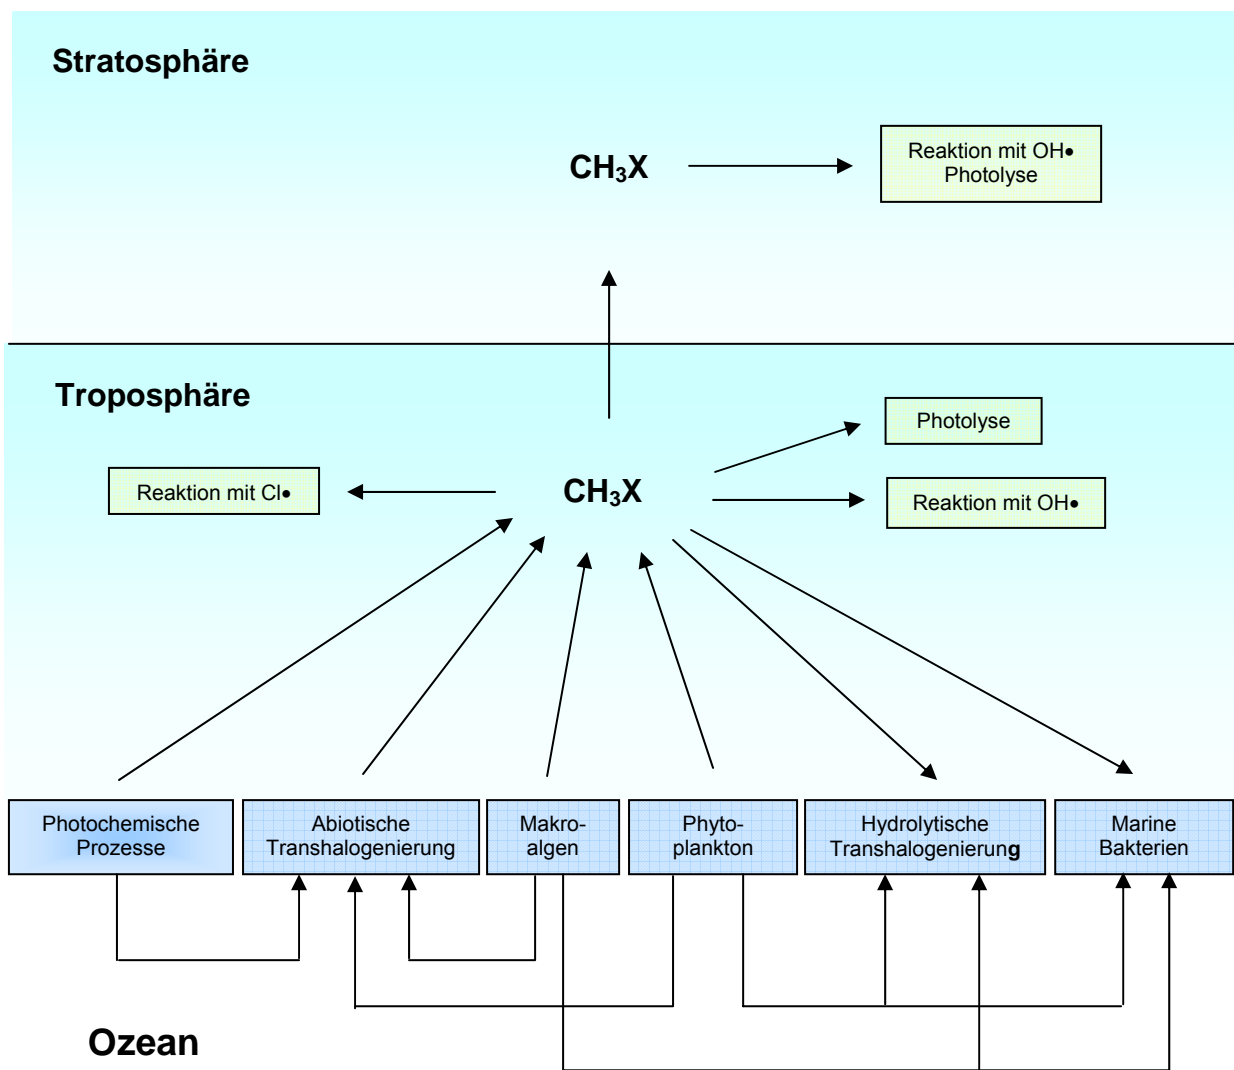 Stratosphäre
CH₃X
Reaktion mit OH●
Photolyse
Troposphäre
Photolyse
Reaktion mit Cl●
CH₃X
Reaktion mit OH●
Photochemische
Prozesse
Abiotische
Transhalogenierung
Makro-
algen
Phyto-
plankton
Hydrolytische
Transhalogenierung
Marine
Bakterien
Ozean